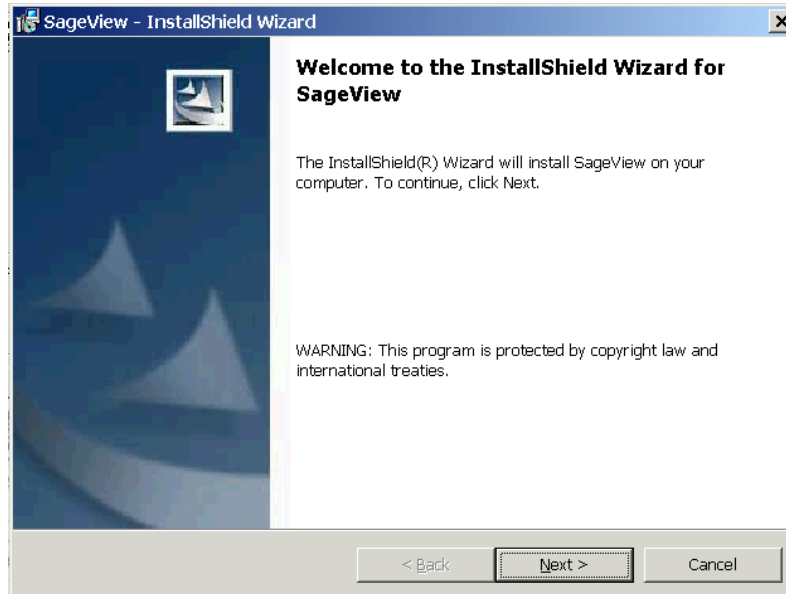 SageView - InstallShield Wizard
Welcome to the InstallShield Wizard for
SageView
The InstallShield(R) Wizard will install SageView on your
computer. To continue, click Next.
WARNING: This program is protected by copyright law and
international treaties.
< Back
Next >
Cancel